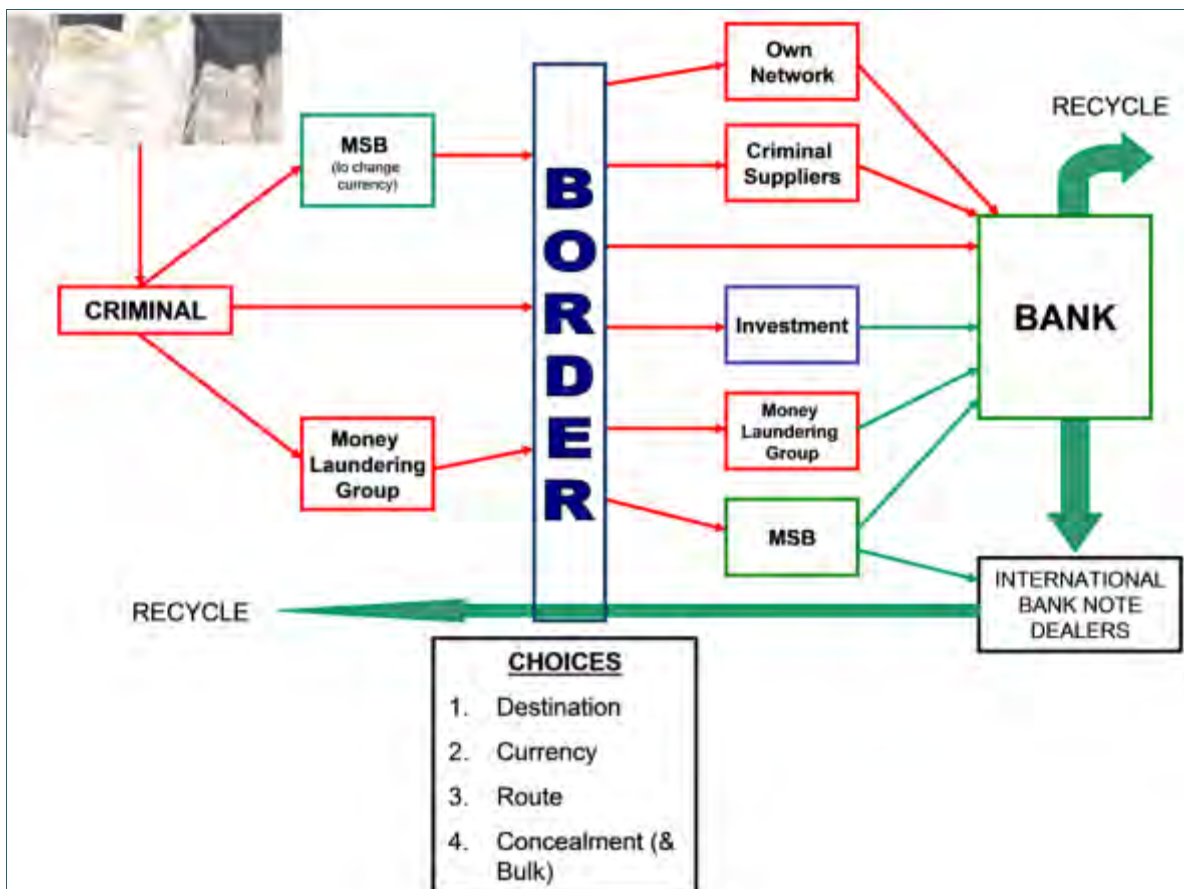 Own
Network
RECYCLE
MSB
(to change
currency)
Criminal
Suppliers
BORDER
CRIMINAL
Investment
BANK
Money
Laundering
Group
Money
Laundering
Group
MSB
INTERNATIONAL
BANK NOTE
DEALERS
RECYCLE
CHOICES
1. Destination
2. Currency
3. Route
4. Concealment (&
Bulk)